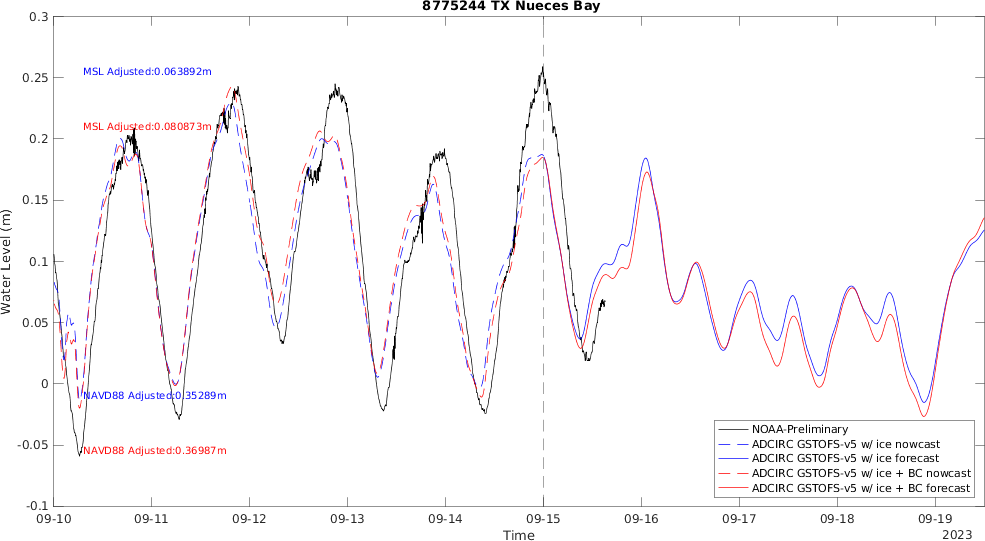 8775244 TX Nueces Bay
0.3
0.25
0.2
0.15
0.1
0.05
0
-0.05
-0.1
Water Level (m)
MSL Adjusted:0.063892m
MSL Adjusted:0.080873m
NAVD88 Adjusted:0.35289m
NAVD88 Adjusted:0.36987m
NOAA-Preliminary
ADCIRC GSTOFS-v5 w/ ice nowcast
ADCIRC GSTOFS-v5 w/ ice forecast
ADCIRC GSTOFS-v5 w/ ice + BC nowcast
ADCIRC GSTOFS-v5 w/ ice + BC forecast
09-10 09-11 09-12 09-13 09-14 09-15 09-16 09-17 09-18 09-19
Time
2023